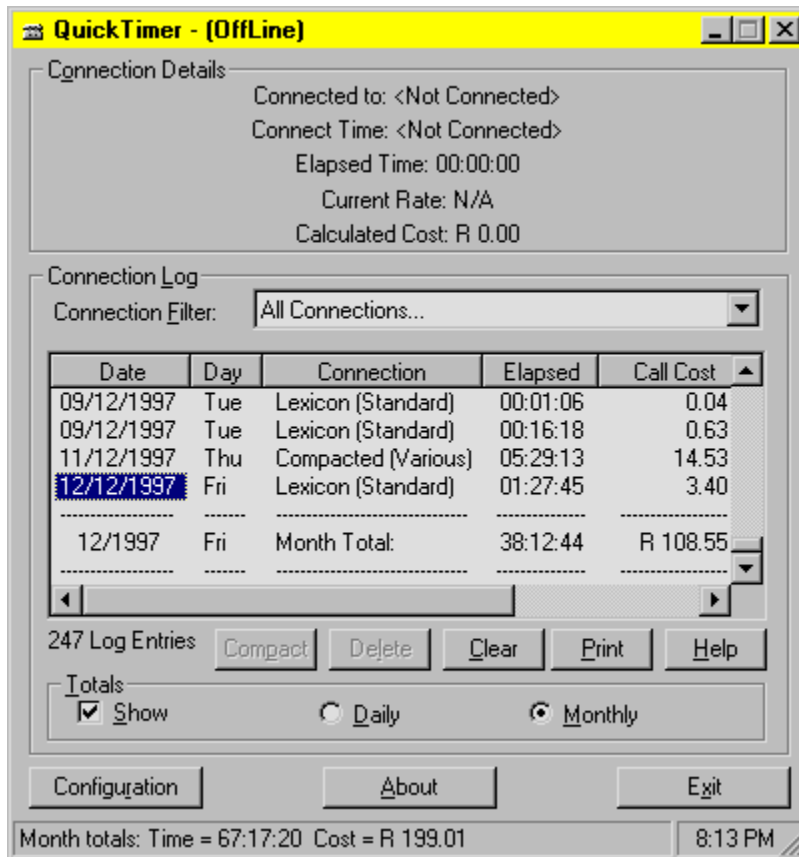 QuickTimer - (OffLine)
Connection Details
Connected to: <Not Connected>
Connect Time: <Not Connected>
Elapsed Time: 00:00:00
Current Rate: N/A
Calculated Cost: R 0.00
Connection Log
Connection Filter: All Connections...
Date Day Connection Elapsed Call Cost
09/12/1997 Tue Lexicon (Standard) 00:01:06 0.04
09/12/1997 Tue Lexicon (Standard) 00:16:18 0.63
11/12/1997 Thu Compacted (Various) 05:29:13 14.53
12/12/1997 Fri Lexicon (Standard) 01:27:45 3.40
12/1997 Fri Month Total: 38:12:44 R 108.55
247 Log Entries Compact Delete Clear Print Help
Totals
Show Daily Monthly
Configuration About Exit
Month totals: Time = 67:17:20 Cost = R 199.01 8:13 PM